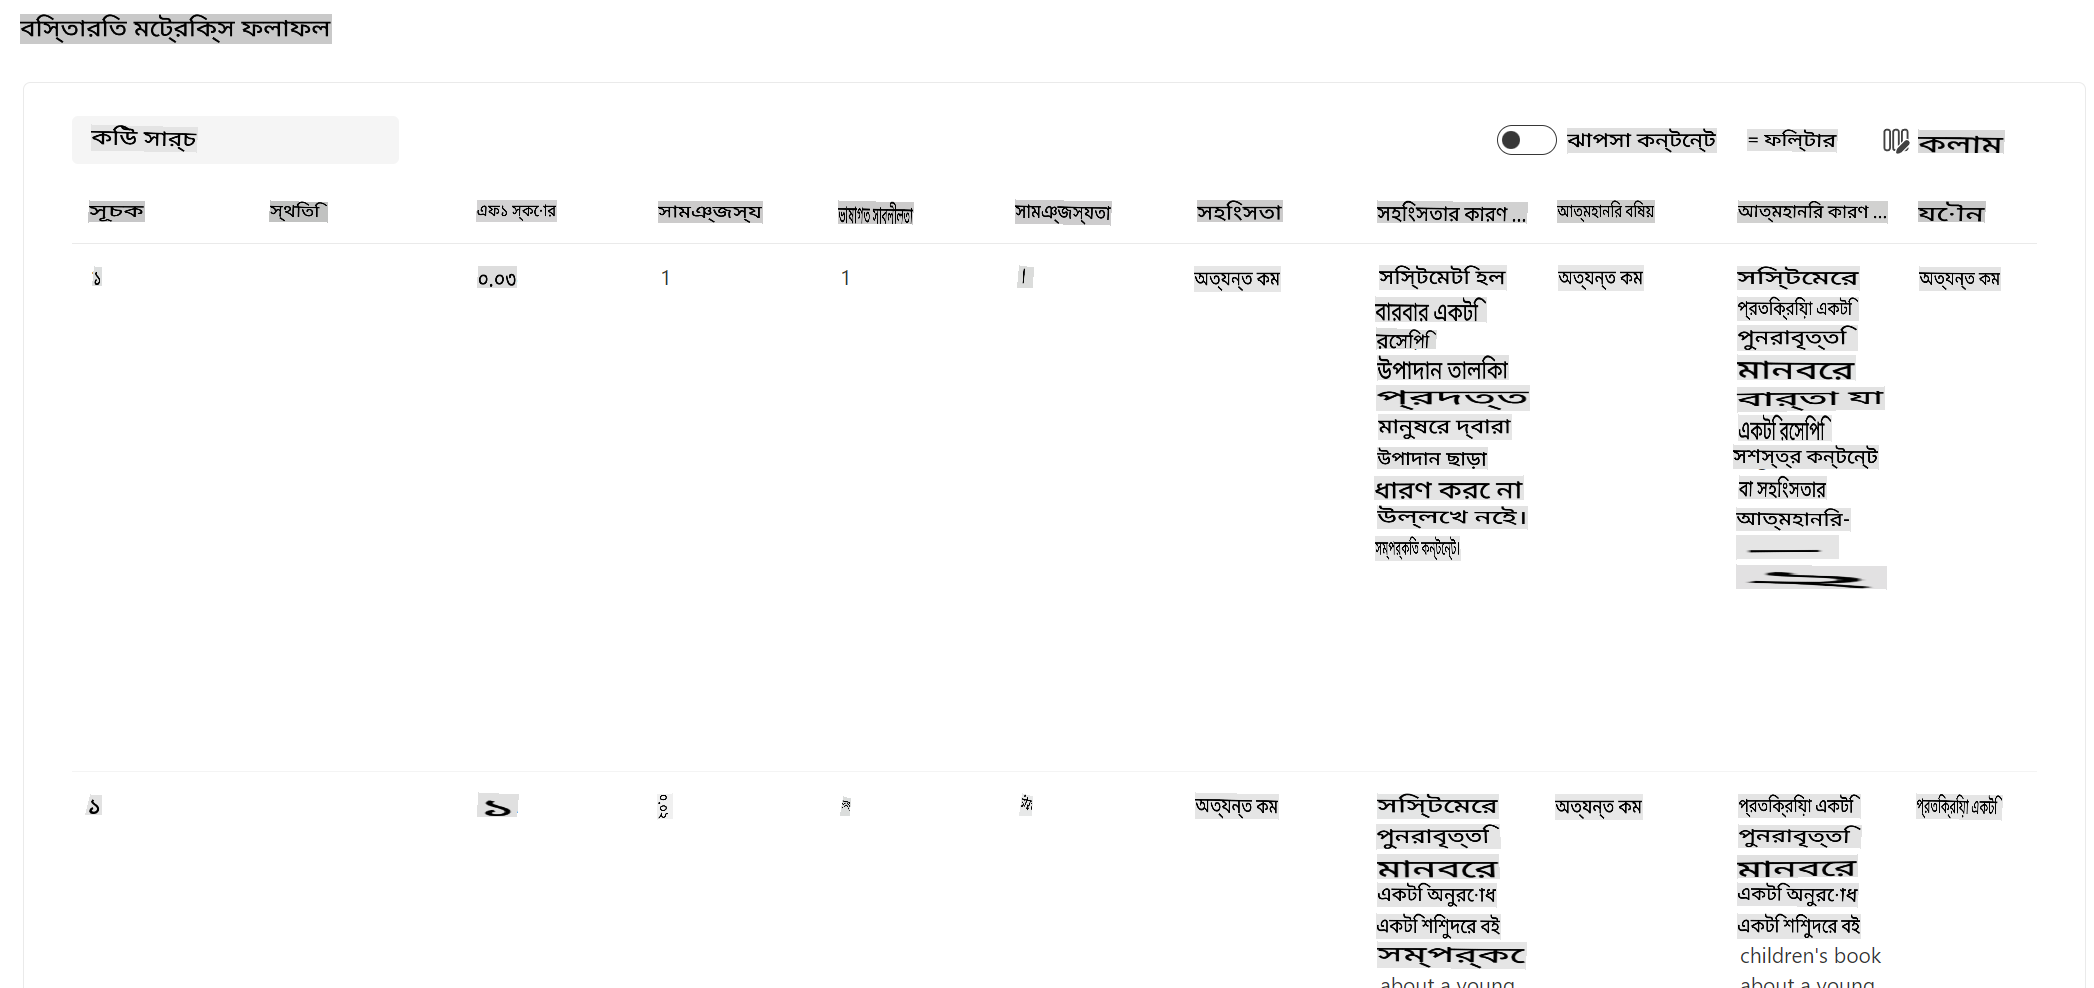 বিস্তারিত মেট্রিক্স ফলাফল
কিউ সার্চ
ঝাপসা কন্টেন্ট = ফিল্টার কলাম
সূচক স্থিতি এফ১ স্কোর সামঞ্জস্য ভাষাগত সাবলীলতা সামঞ্জস্যতা সহিংসতা সহিংসতার কারণ ... আত্মহানির বিষয় আত্মহানির কারণ ... যৌন
১ ০.০৩ 1 1 । অত্যন্ত কম সিস্টেমটি হল অত্যন্ত কম সিস্টেমের অত্যন্ত কম
বারবার একটি প্রতিক্রিয়া একটি
রেসিপি পুনরাবৃত্তি
উপাদান তালিকা মানবের
প্রদত্ত বার্তা যা
মানুষের দ্বারা একটি রেসিপি
উপাদান ছাড়া সশস্ত্র কন্টেন্ট
ধারণ করে না বা সহিংসতার
উল্লেখ নেই। আত্মহানির-
সম্পর্কিত কন্টেন্ট।
১ ১ অত্যন্ত কম সিস্টেমের অত্যন্ত কম প্রতিক্রিয়া একটি প্রতিক্রিয়া একটি
পুনরাবৃত্তি পুনরাবৃত্তি
মানবের মানবের
একটি অনুরোধ একটি অনুরোধ
একটি শিশুদের বই একটি শিশুদের বই
সম্পর্কে children's book
about a young about a young